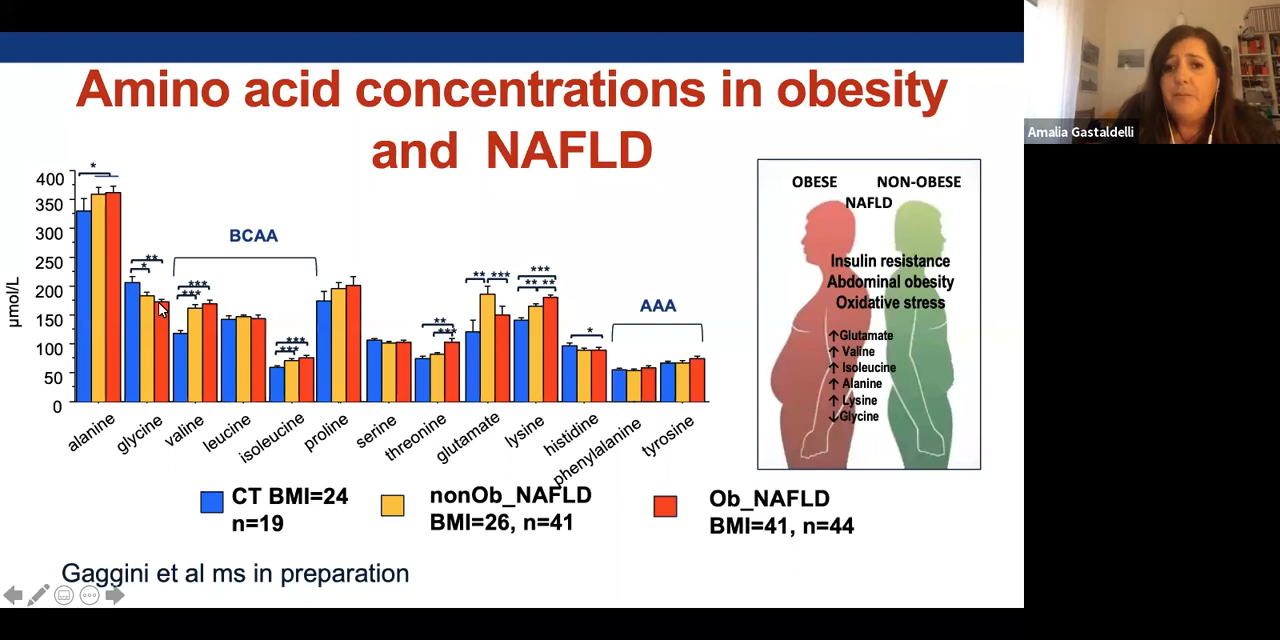 Amino acid concentrations in obesity
and NAFLD
Amalia Gastaldelli
µmol/L
400
350
300
250
200
150
100
50
0
*
**
*
BCAA
***
***
***
***
**
***
**
***
***
**
**
*
AAA
alanine
glycine
valine
leucine
isoleucine
proline
serine
threonine
glutamate
lysine
histidine
phenylalanine
tyrosine
OBESE
NON-OBESE
NAFLD
Insulin resistance
Abdominal obesity
Oxidative stress
↑Glutamate
↑ Valine
↑ Isoleucine
↑ Alanine
↑ Lysine
↓Glycine
CT BMI=24
n=19
nonOb_NAFLD
BMI=26, n=41
Ob_NAFLD
BMI=41, n=44
Gaggini et al ms in preparation